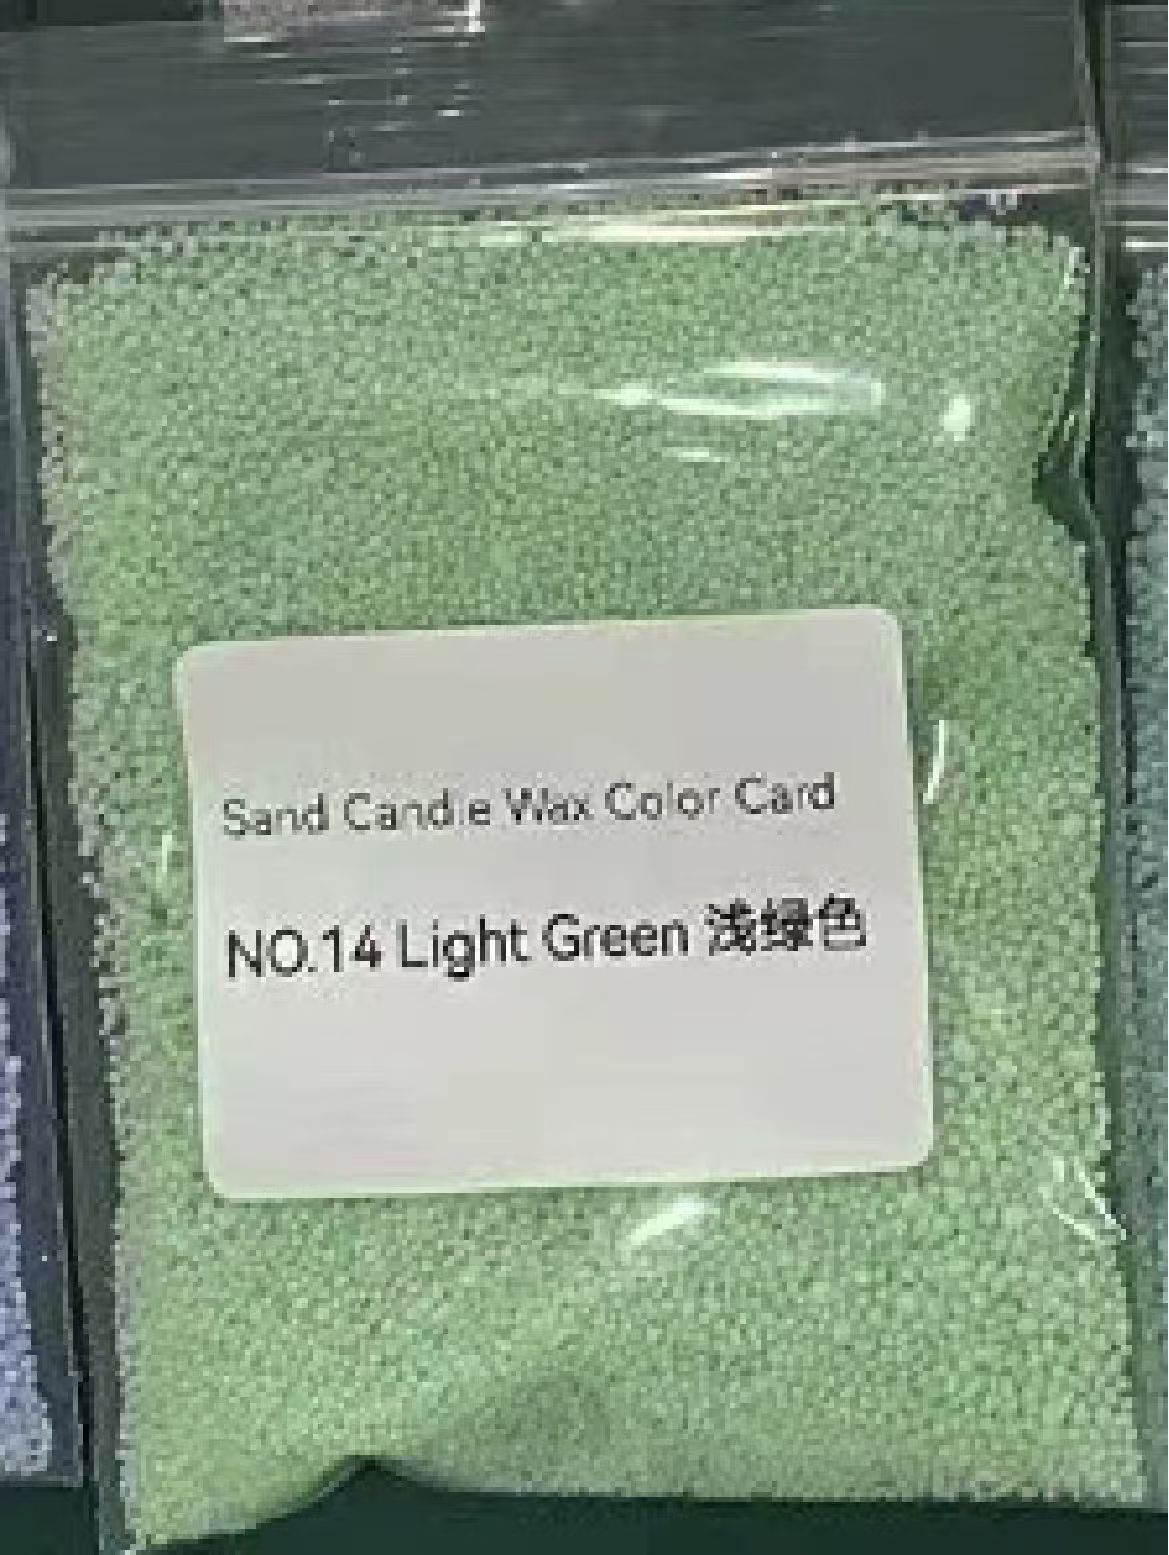 Sand Candle Wax Color Card
NO.14 Light Green 浅绿色